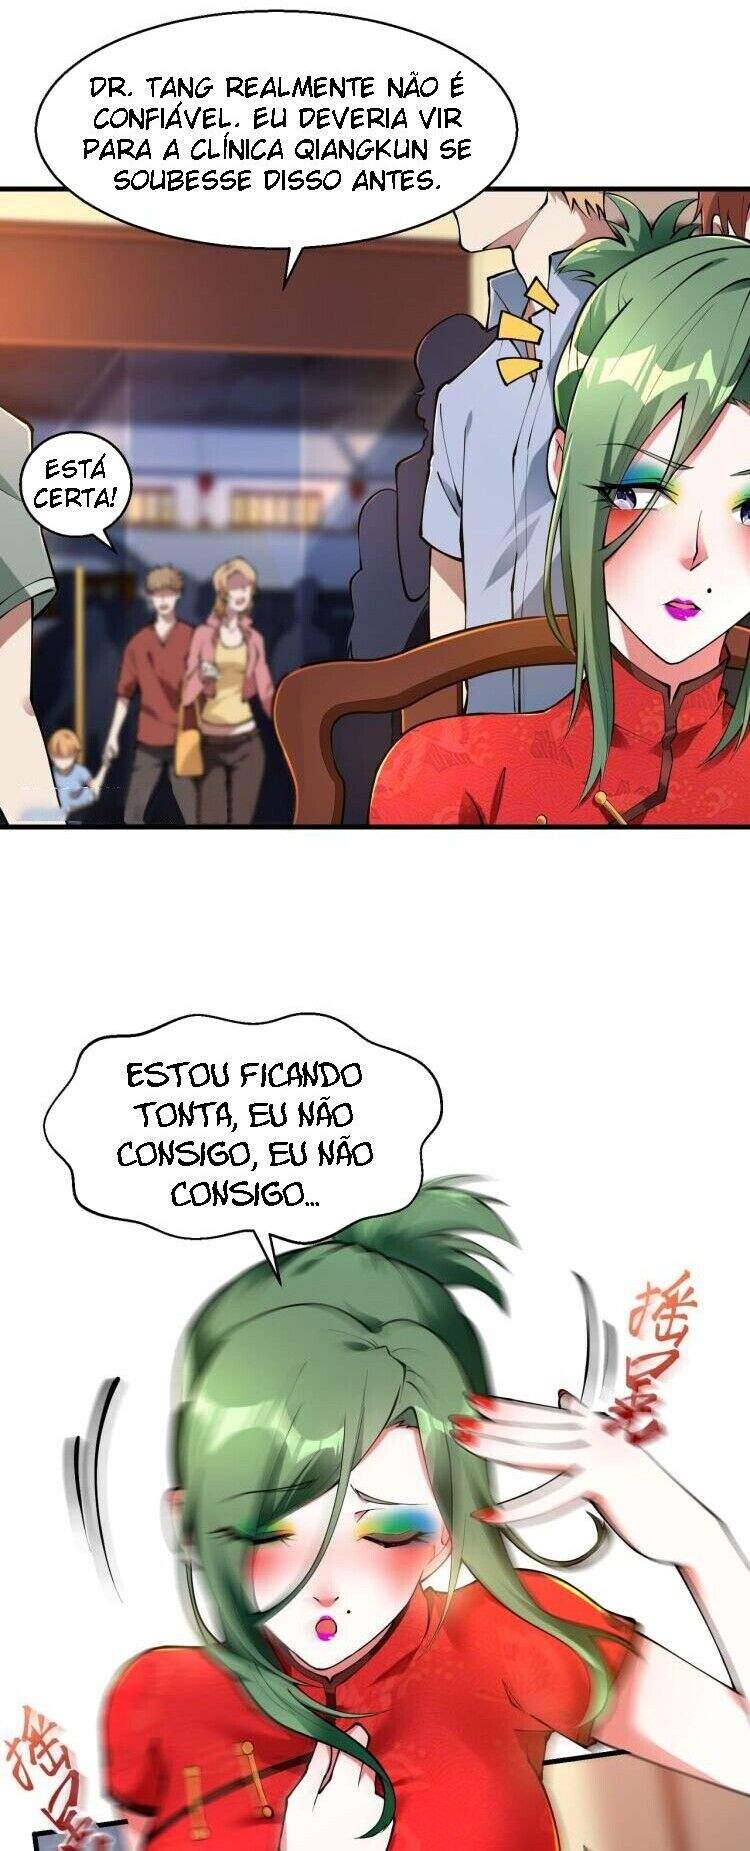 DR. TANG REALMENTE NÃO É
CONFIÁVEL. EU DEVERIA VIR
PARA A CLÍNICA QIANGKUN SE
SOUBESSE DISSO ANTES.
ESTÁ
CERTA!
ESTOU FICANDO
TONTA, EU NÃO
CONSIGO, EU NÃO
CONSIGO...
摇
晃
摇
晃